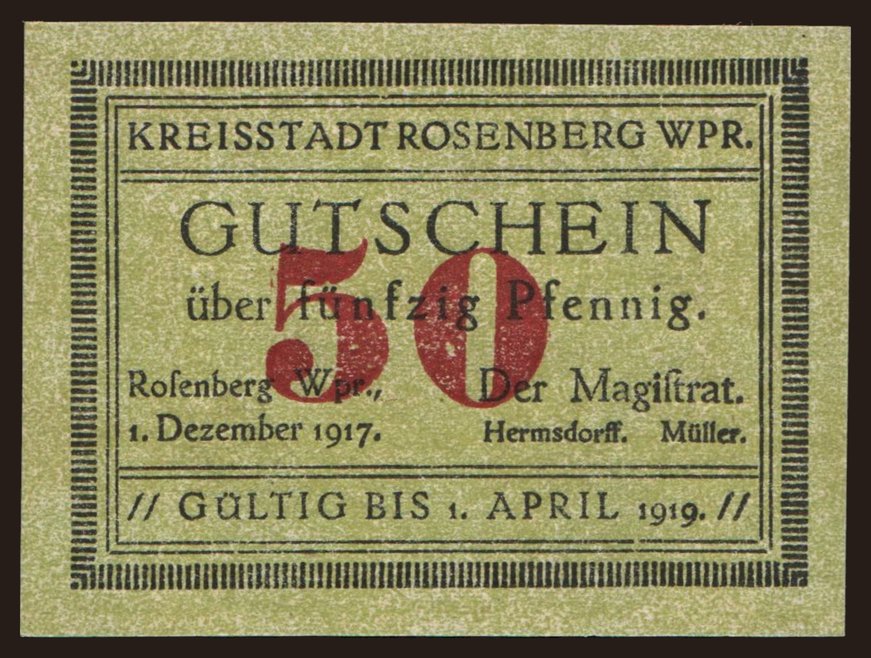 KREISSTADT ROSENBERG WPR.
GUTSCHEIN
über fünfzig Pfennig.
50
Roſenberg Wpr., Der Magiſtrat.
1. Dezember 1917. Hermsdorff. Müller.
// GÜLTIG BIS 1. APRIL 1919. //